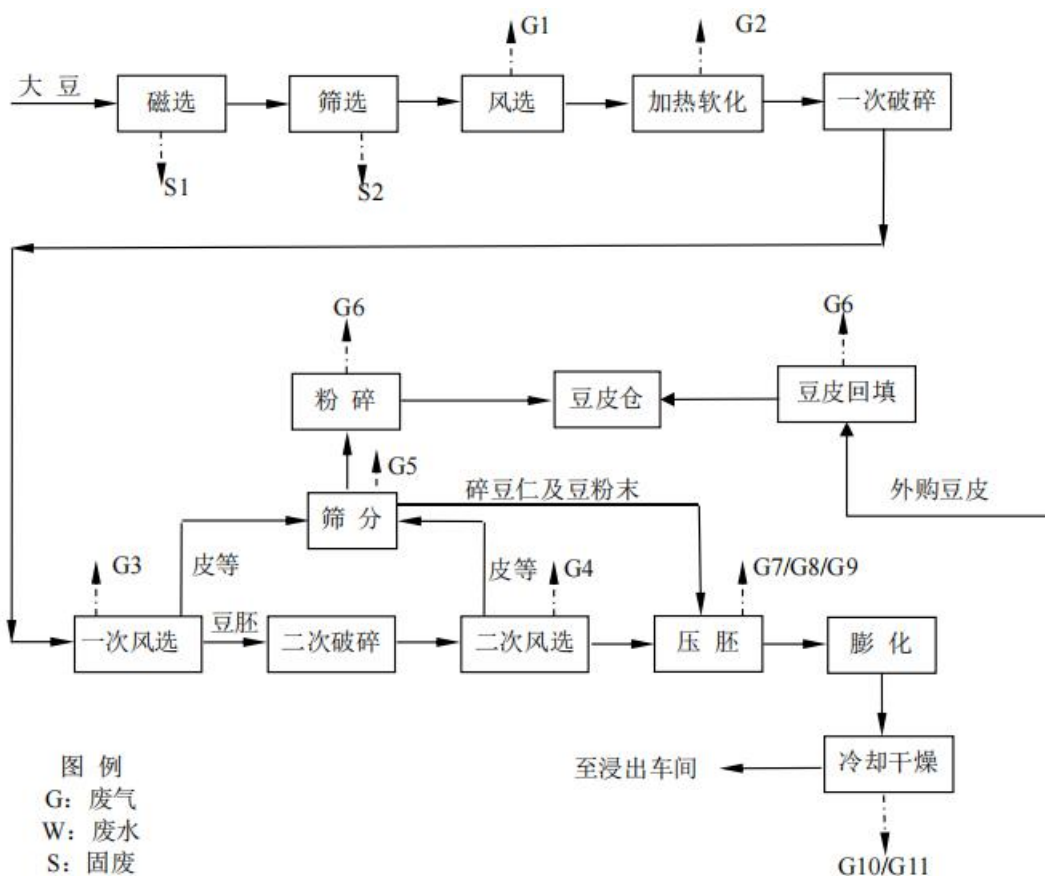 G1
G2
大 豆
磁选
筛选
风选
加热软化
一次破碎
S1
S2
G6
G6
粉 碎
豆皮仓
豆皮回填
G5
碎豆仁及豆粉末
外购豆皮
筛 分
G3
皮等
皮等
G4
G7/G8/G9
豆胚
一次风选
二次破碎
二次风选
压 胚
膨 化
图 例
至浸出车间
冷却干燥
G：废气
W：废水
S：固废
G10/G11